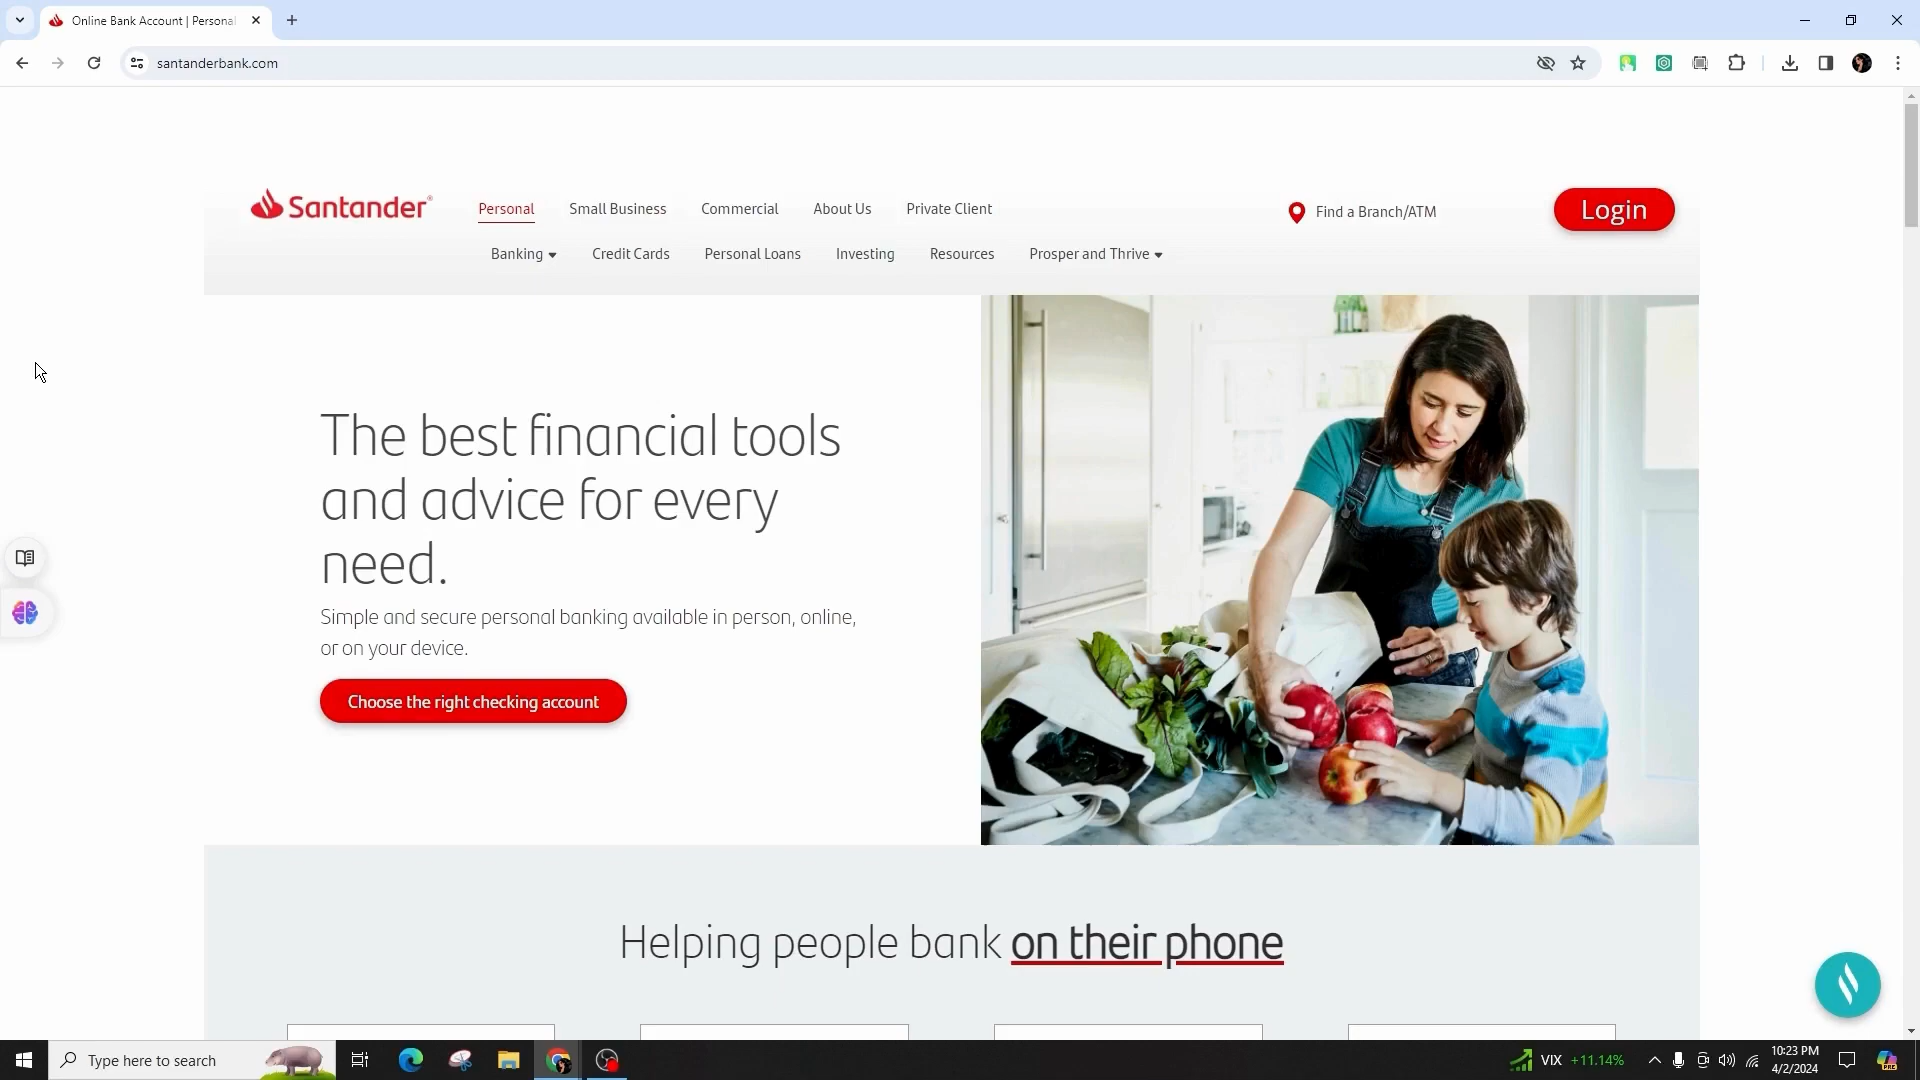 Online Bank Account | Personal
santanderbank.com
Santander
Personal Small Business Commercial About Us Private Client
Find a Branch/ATM
Login
Banking Credit Cards Personal Loans Investing Resources Prosper and Thrive
The best financial tools
and advice for every
need.
Simple and secure personal banking available in person, online,
or on your device.
Choose the right checking account
Helping people bank on their phone
Type here to search
VIX +11.14%
10:23 PM
4/2/2024